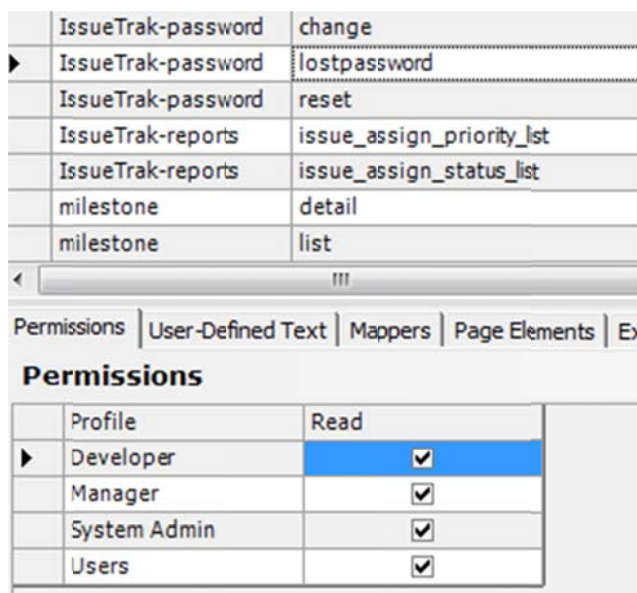 IssueTrak-password change
IssueTrak-password lostpassword
IssueTrak-password reset
IssueTrak-reports issue_assign_priority_list
IssueTrak-reports issue_assign_status_list
milestone detail
milestone list
Permissions User-Defined Text Mappers Page Elements Ex
Permissions
Profile Read
Developer
Manager
System Admin
Users